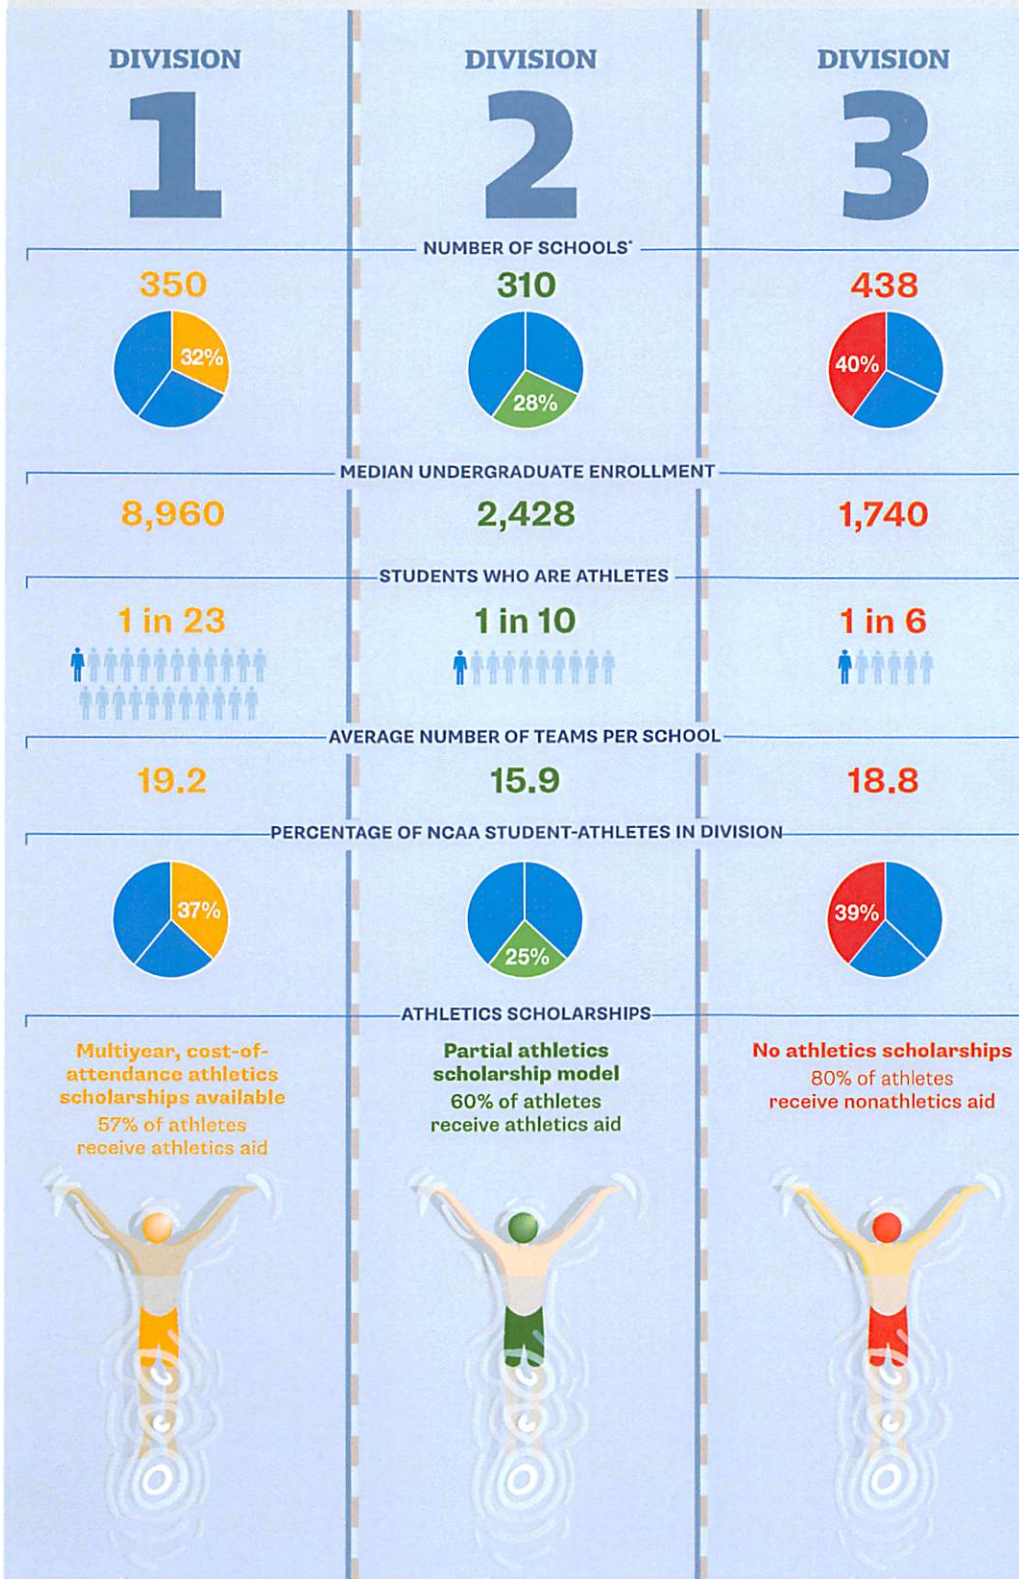 DIVISION
1
DIVISION
2
DIVISION
3
NUMBER OF SCHOOLS*
350
310
438
32%
28%
40%
MEDIAN UNDERGRADUATE ENROLLMENT
8,960
2,428
1,740
STUDENTS WHO ARE ATHLETES
1 in 23
1 in 10
1 in 6
AVERAGE NUMBER OF TEAMS PER SCHOOL
19.2
15.9
18.8
PERCENTAGE OF NCAA STUDENT-ATHLETES IN DIVISION
37%
25%
39%
ATHLETICS SCHOLARSHIPS
Multiyear, cost-of-
attendance athletics
scholarships available
57% of athletes
receive athletics aid
Partial athletics
scholarship model
60% of athletes
receive athletics aid
No athletics scholarships
80% of athletes
receive nonathletics aid